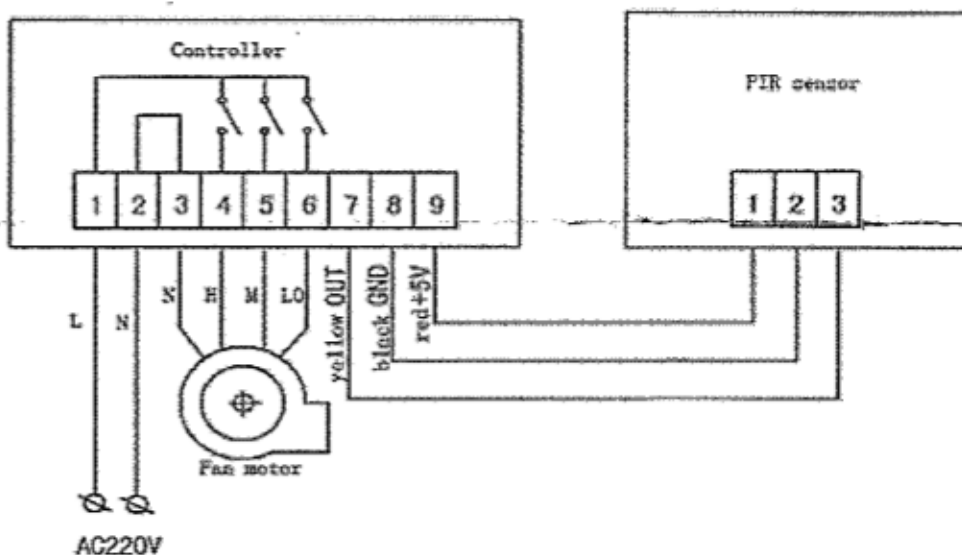 Controller
PIR sensor
1 2 3 4 5 6 7 8 9
1 2 3
L
N
N
H
M
LO
yellow OUT
black GND
red+5V
Fan motor
AC220V